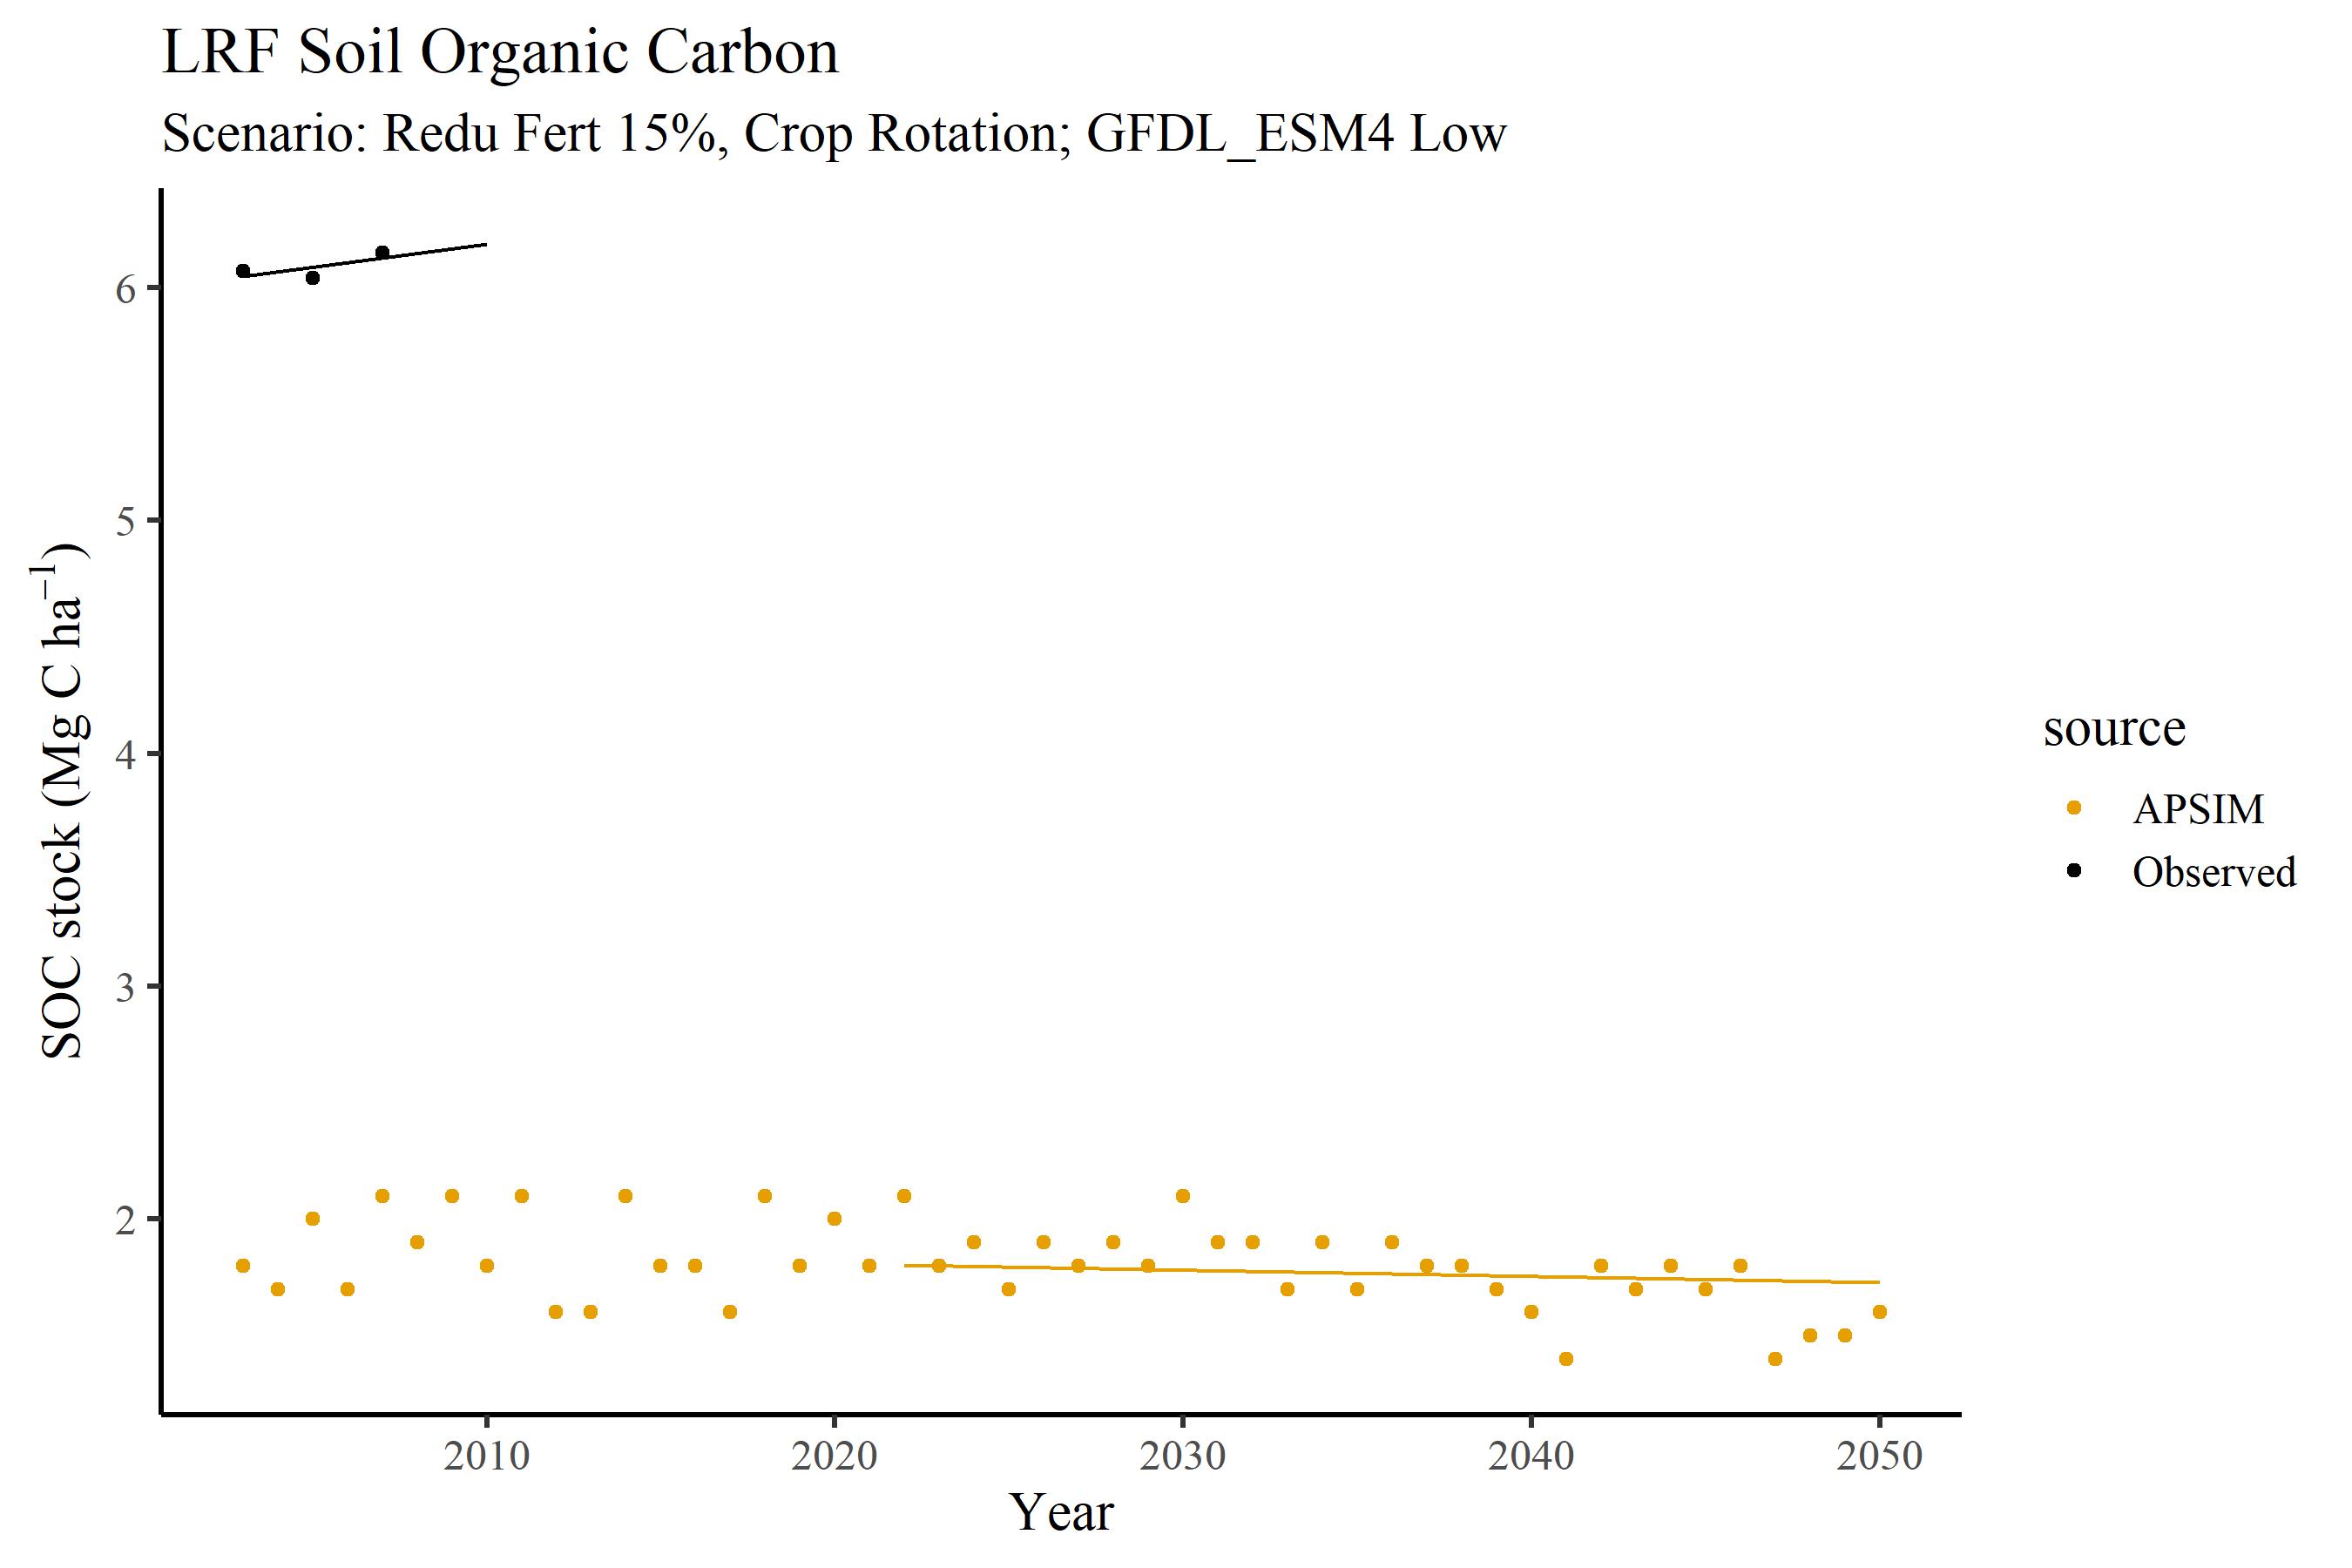 LRF Soil Organic Carbon
Scenario: Redu Fert 15%, Crop Rotation; GFDL_ESM4 Low
SOC stock (Mg C ha⁻¹)
6
5
4
3
2
2010
2020
2030
2040
2050
Year
source
APSIM
Observed